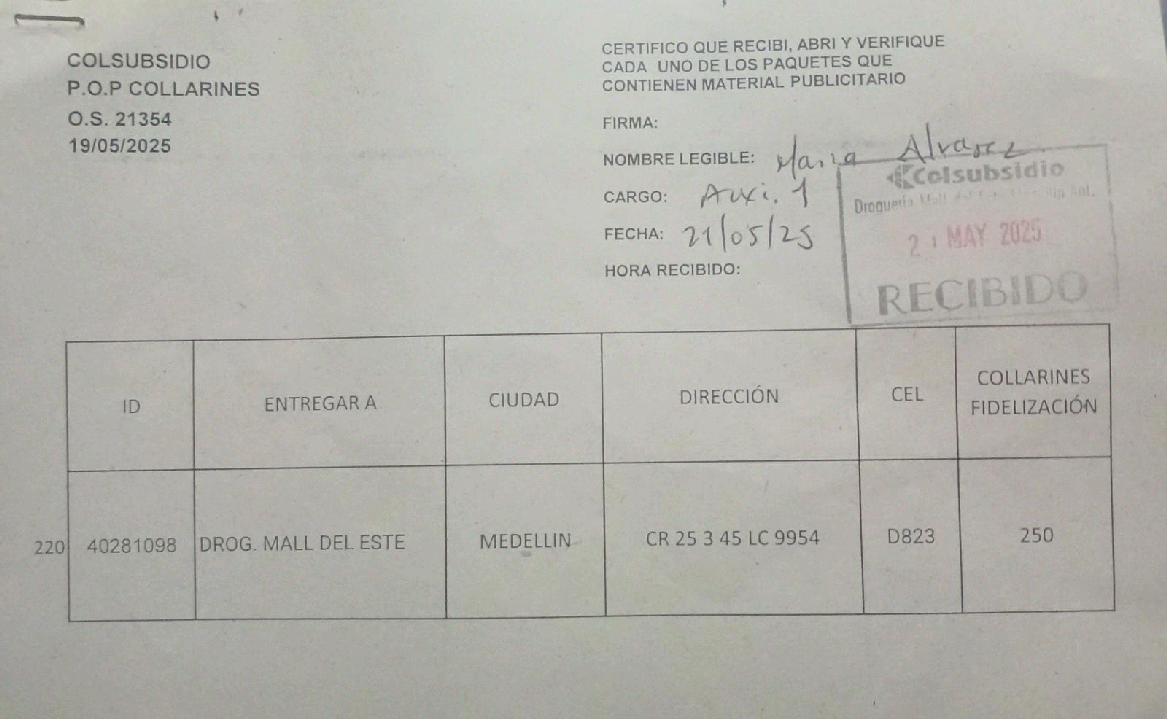 COLSUBSIDIO
P.O.P COLLARINES
O.S. 21354
19/05/2025
CERTIFICO QUE RECIBI, ABRI Y VERIFIQUE
CADA UNO DE LOS PAQUETES QUE
CONTIENEN MATERIAL PUBLICITARIO
FIRMA:
NOMBRE LEGIBLE: Maria Alvarez
CARGO: Auxi. 1
FECHA: 21/05/25
HORA RECIBIDO:
Colsubsidio
Droguería Mall del
MAY 2025
RECIBIDO
ID ENTREGAR A CIUDAD DIRECCIÓN CEL COLLARINES
FIDELIZACIÓN
220 40281098 DROG. MALL DEL ESTE MEDELLIN CR 25 3 45 LC 9954 D823 250